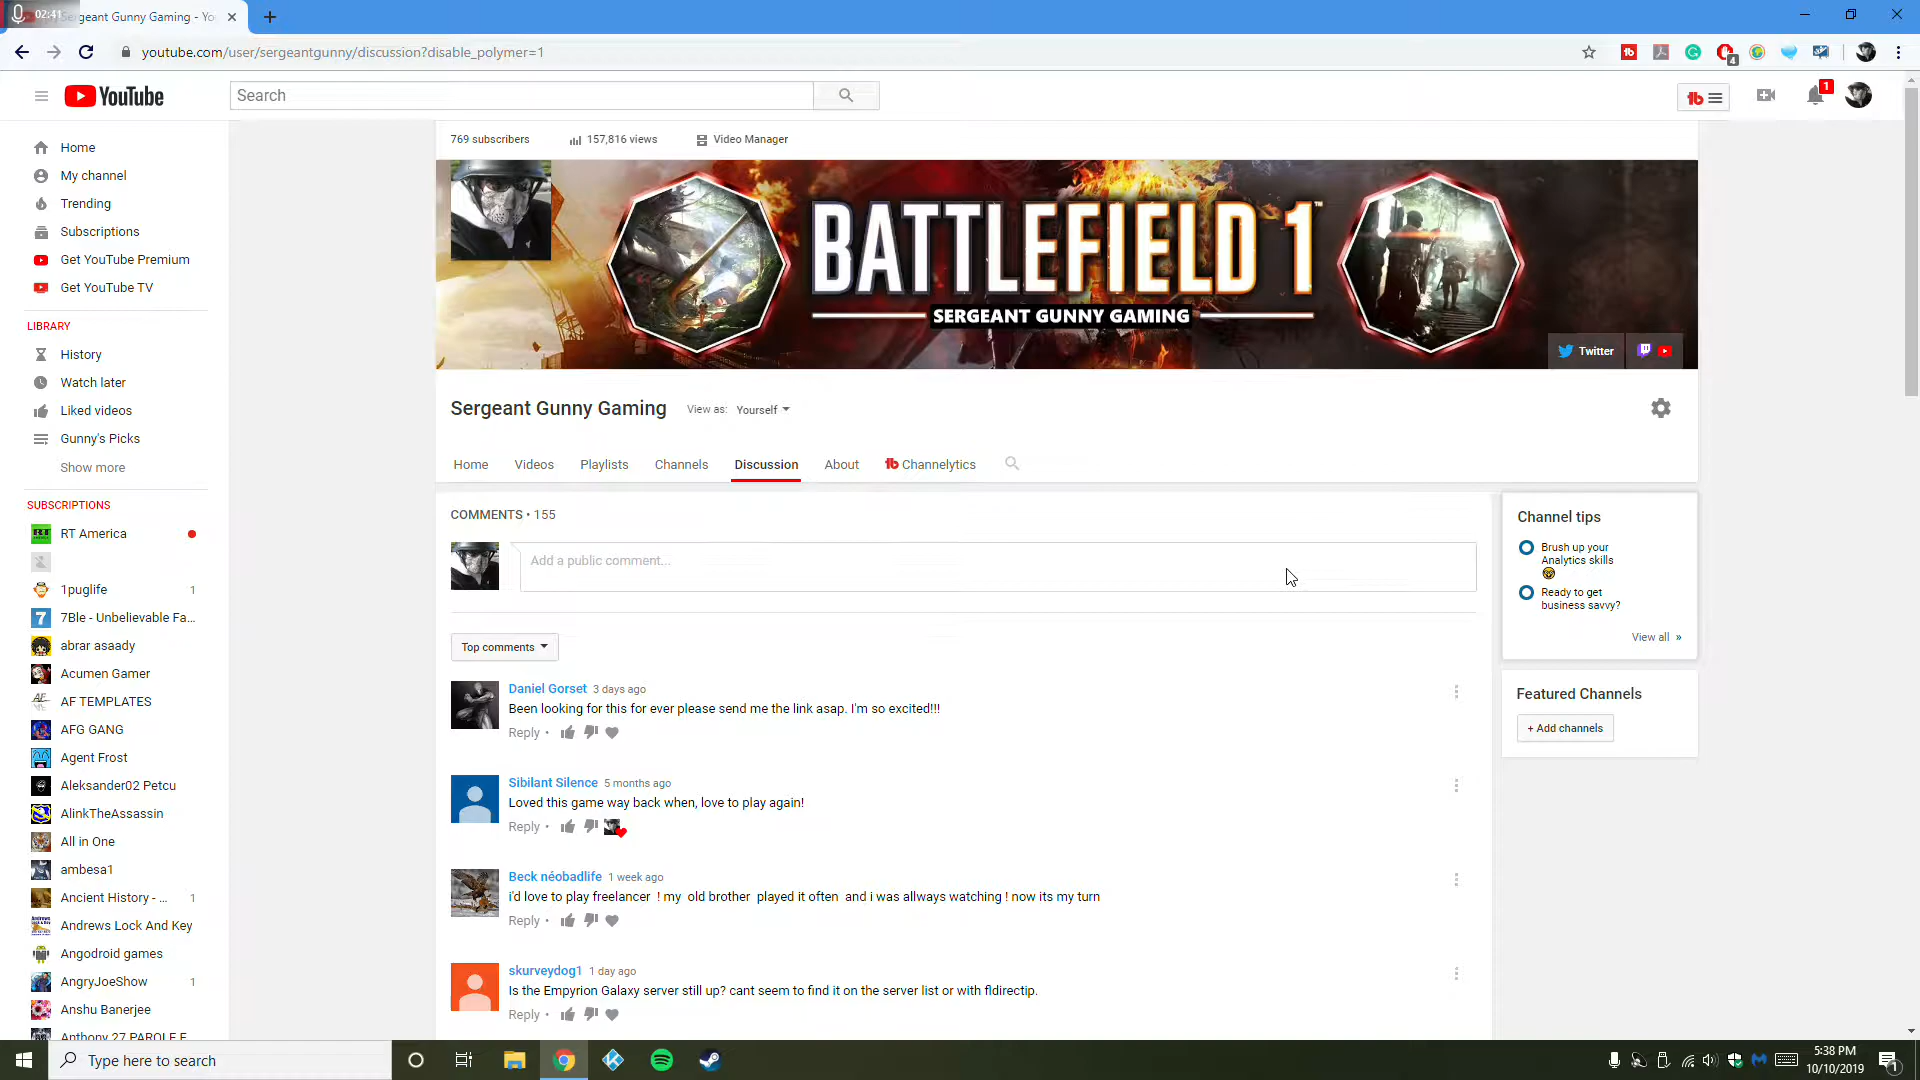 02:41
Sergeant Gunny Gaming - Yo
youtube.com/user/sergeantgunny/discussion?disable_polymer=1
4
YouTube
Search
1
Home
My channel
Trending
Subscriptions
Get YouTube Premium
Get YouTube TV
LIBRARY
History
Watch later
Liked videos
Gunny's Picks
Show more
SUBSCRIPTIONS
RT America
1puglife 1
7Ble - Unbelievable Fa...
abrar asaady
Acumen Gamer
AF TEMPLATES
AFG GANG
Agent Frost
Aleksander02 Petcu
AlinkTheAssassin
All in One
ambesa1
Ancient History - ... 1
Andrews Lock And Key
Angodroid games
AngryJoeShow 1
Anshu Banerjee
Anthony 27 PAROLE F
769 subscribers 157,816 views Video Manager
BATTLEFIELD 1™
SERGEANT GUNNY GAMING
Twitter
Sergeant Gunny Gaming View as: Yourself
Home Videos Playlists Channels Discussion About Channelytics
COMMENTS • 155
Add a public comment...
Top comments
Daniel Gorset 3 days ago
Been looking for this for ever please send me the link asap. I'm so excited!!!
Reply •
Sibilant Silence 5 months ago
Loved this game way back when, love to play again!
Reply •
Beck néobadlife 1 week ago
i'd love to play freelancer ! my old brother played it often and i was allways watching ! now its my turn
Reply •
skurveydog1 1 day ago
Is the Empyrion Galaxy server still up? cant seem to find it on the server list or with fldirectip.
Reply •
Channel tips
Brush up your
Analytics skills
Ready to get
business savvy?
View all »
Featured Channels
+ Add channels
Type here to search
5:38 PM
10/10/2019
1